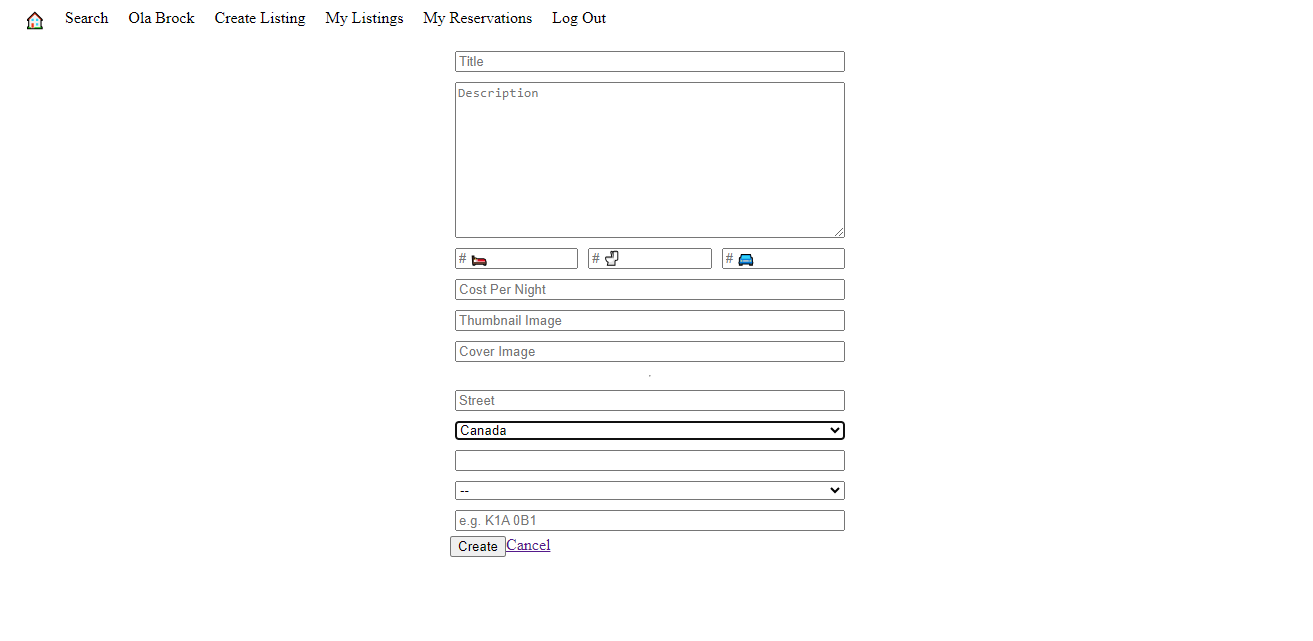 Search Ola Brock Create Listing My Listings My Reservations Log Out
Title
Description
# # #
Cost Per Night
Thumbnail Image
Cover Image
Street
Canada
--
e.g. K1A 0B1
Create Cancel